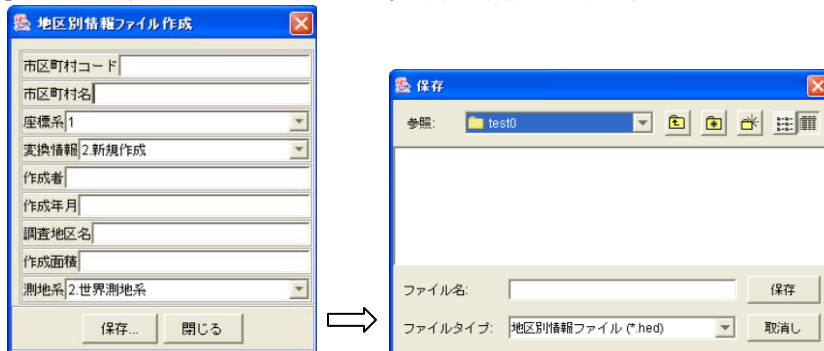 地区別情報ファイル作成
市区町村コード
市区町村名
座標系 1
変換情報 2.新規作成
作成者
作成年月
調査地区名
作成面積
測地系 2.世界測地系
保存... 閉じる
保存
参照: test0
ファイル名: 保存
ファイルタイプ: 地区別情報ファイル (*.hed) 取消し